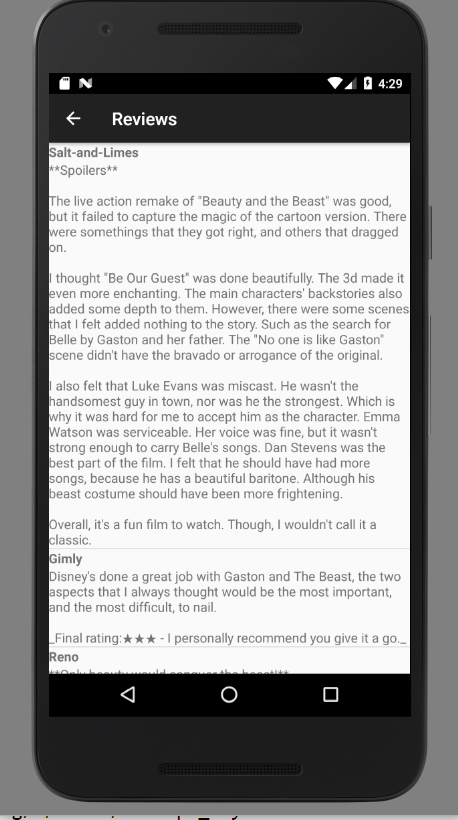 4:29
Reviews
Salt-and-Limes
**Spoilers**
The live action remake of "Beauty and the Beast" was good,
but it failed to capture the magic of the cartoon version. There
were somethings that they got right, and others that dragged
on.
I thought "Be Our Guest" was done beautifully. The 3d made it
even more enchanting. The main characters' backstories also
added some depth to them. However, there were some scenes
that I felt added nothing to the story. Such as the search for
Belle by Gaston and her father. The "No one is like Gaston"
scene didn't have the bravado or arrogance of the original.
I also felt that Luke Evans was miscast. He wasn't the
handsomest guy in town, nor was he the strongest. Which is
why it was hard for me to accept him as the character. Emma
Watson was serviceable. Her voice was fine, but it wasn't
strong enough to carry Belle's songs. Dan Stevens was the
best part of the film. I felt that he should have had more
songs, because he has a beautiful baritone. Although his
beast costume should have been more frightening.
Overall, it's a fun film to watch. Though, I wouldn't call it a
classic.
Gimly
Disney's done a great job with Gaston and The Beast, the two
aspects that I always thought would be the most important,
and the most difficult, to nail.
_Final rating:★★★ - I personally recommend you give it a go._
Reno
**Only beauty would conquer the beast!**